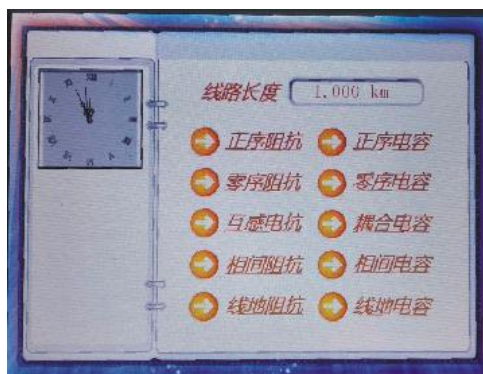 线路长度 1.000 km
正序阻抗 正序电容
零序阻抗 零序电容
互感电抗 耦合电容
相间阻抗 相间电容
线地阻抗 线地电容